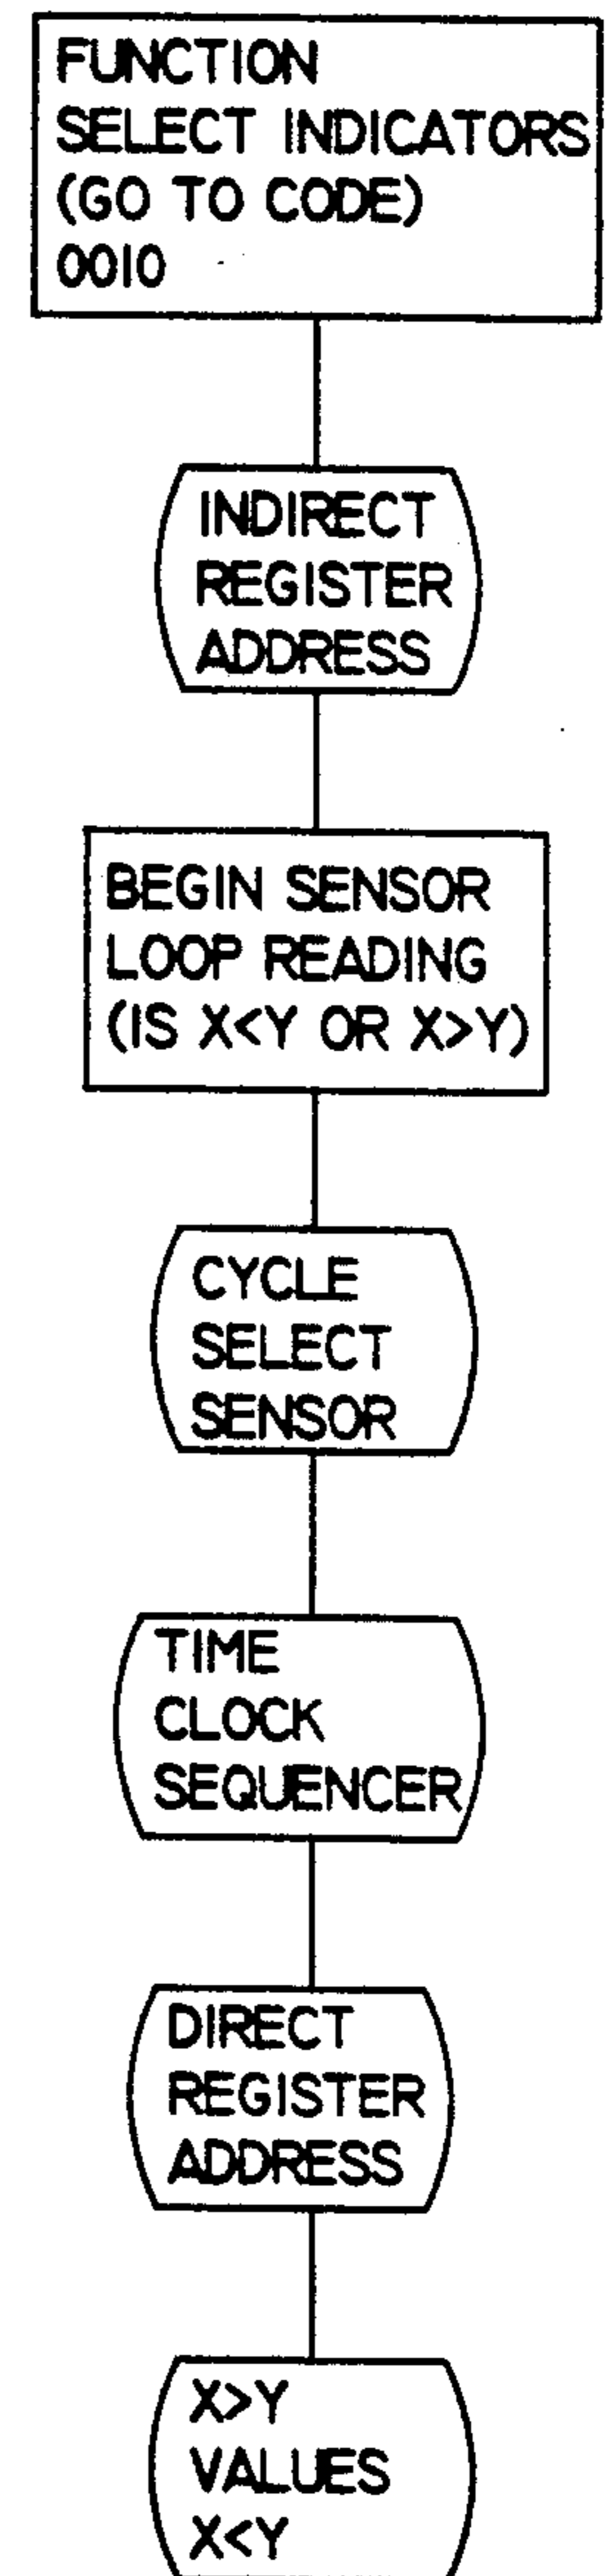 FUNCTION
SELECT INDICATORS
(GO TO CODE)
0010
INDIRECT
REGISTER
ADDRESS
BEGIN SENSOR
LOOP READING
(IS X<Y OR X>Y)
CYCLE
SELECT
SENSOR
TIME
CLOCK
SEQUENCER
DIRECT
REGISTER
ADDRESS
X>Y
VALUES
X<Y